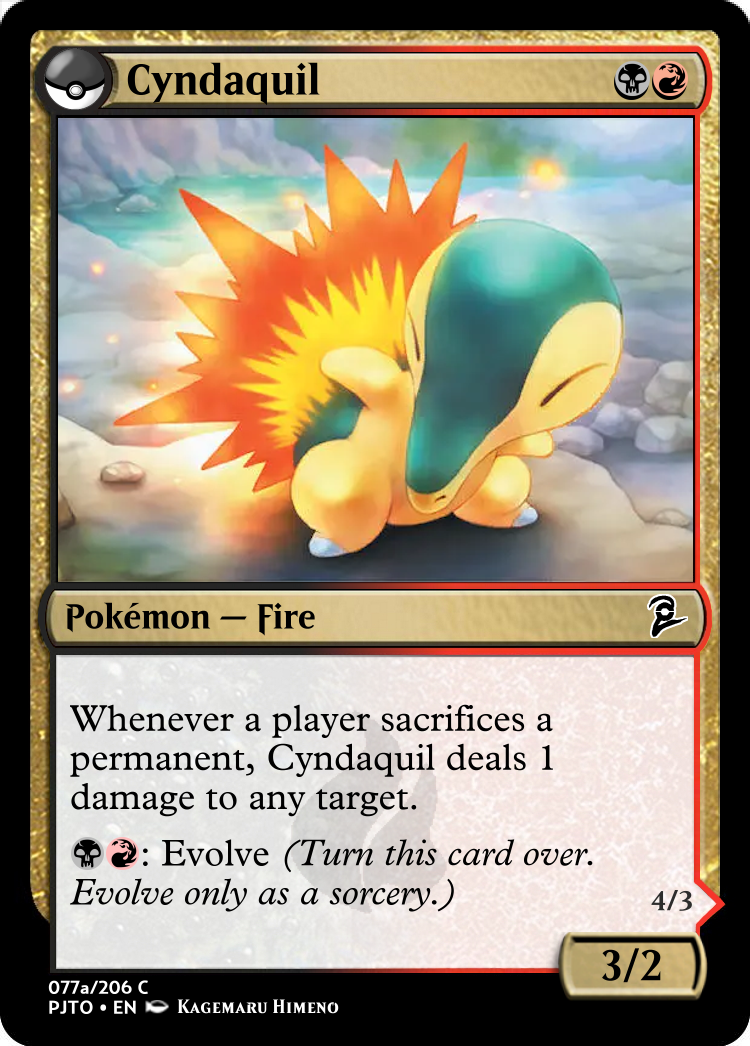 Cyndaquil
Pokémon — Fire
Whenever a player sacrifices a
permanent, Cyndaquil deals 1
damage to any target.
: Evolve (Turn this card over.
Evolve only as a sorcery.)
4/3
3/2
077a/206 C
PJTO • EN Kagemaru Himeno